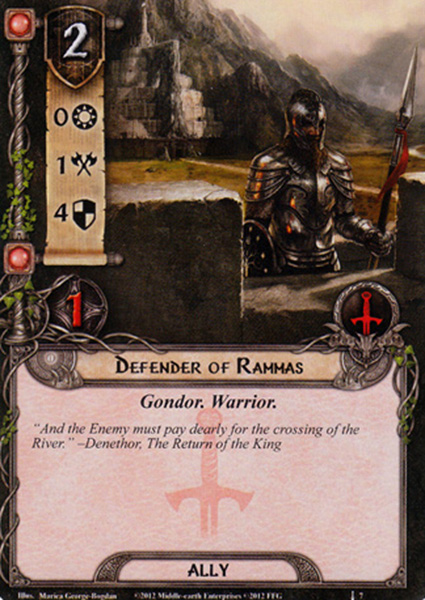 2
0
1
4
1
Defender of Rammas
Gondor. Warrior.
“And the Enemy must pay dearly for the crossing of the
River.” –Denethor, The Return of the King
ALLY
Illus. Marica George-Bogdan ©2012 Middle-earth Enterprises ©2012 FFG 7